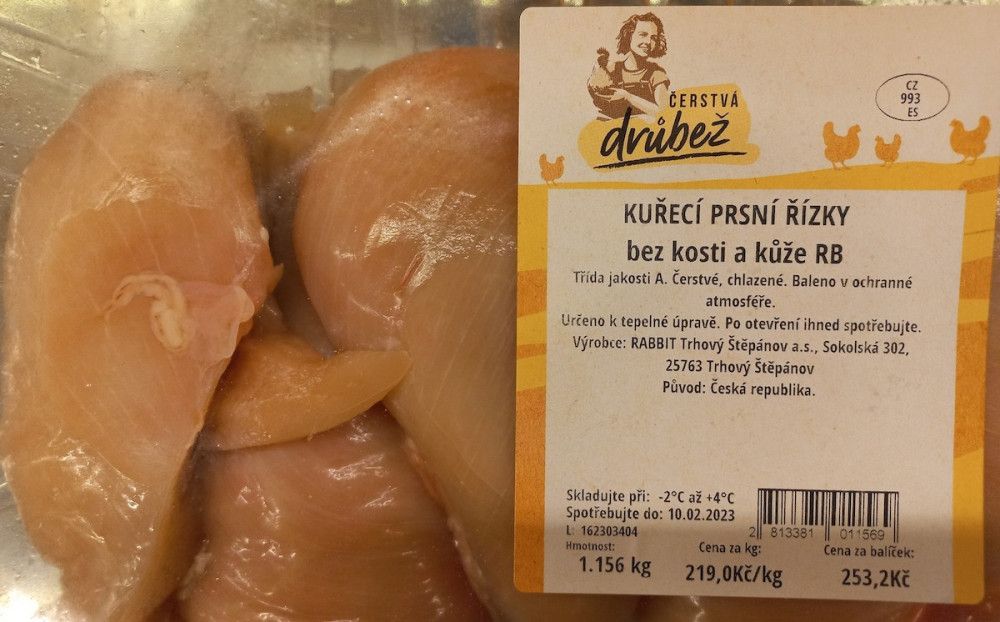 ČERSTVÁ
drůbež
CZ
993
ES
KUŘECÍ PRSNÍ ŘÍZKY
bez kosti a kůže RB
Třída jakosti A. Čerstvé, chlazené. Baleno v ochranné
atmosféře.
Určeno k tepelné úpravě. Po otevření ihned spotřebujte.
Výrobce: RABBIT Trhový Štěpánov a.s., Sokolská 302,
25763 Trhový Štěpánov
Původ: Česká republika.
Skladujte při: -2°C až +4°C
Spotřebujte do: 10.02.2023
L: 162303404
2 813381 011569
Hmotnost:
1.156 kg
Cena za kg:
219,0Kč/kg
Cena za balíček:
253,2Kč